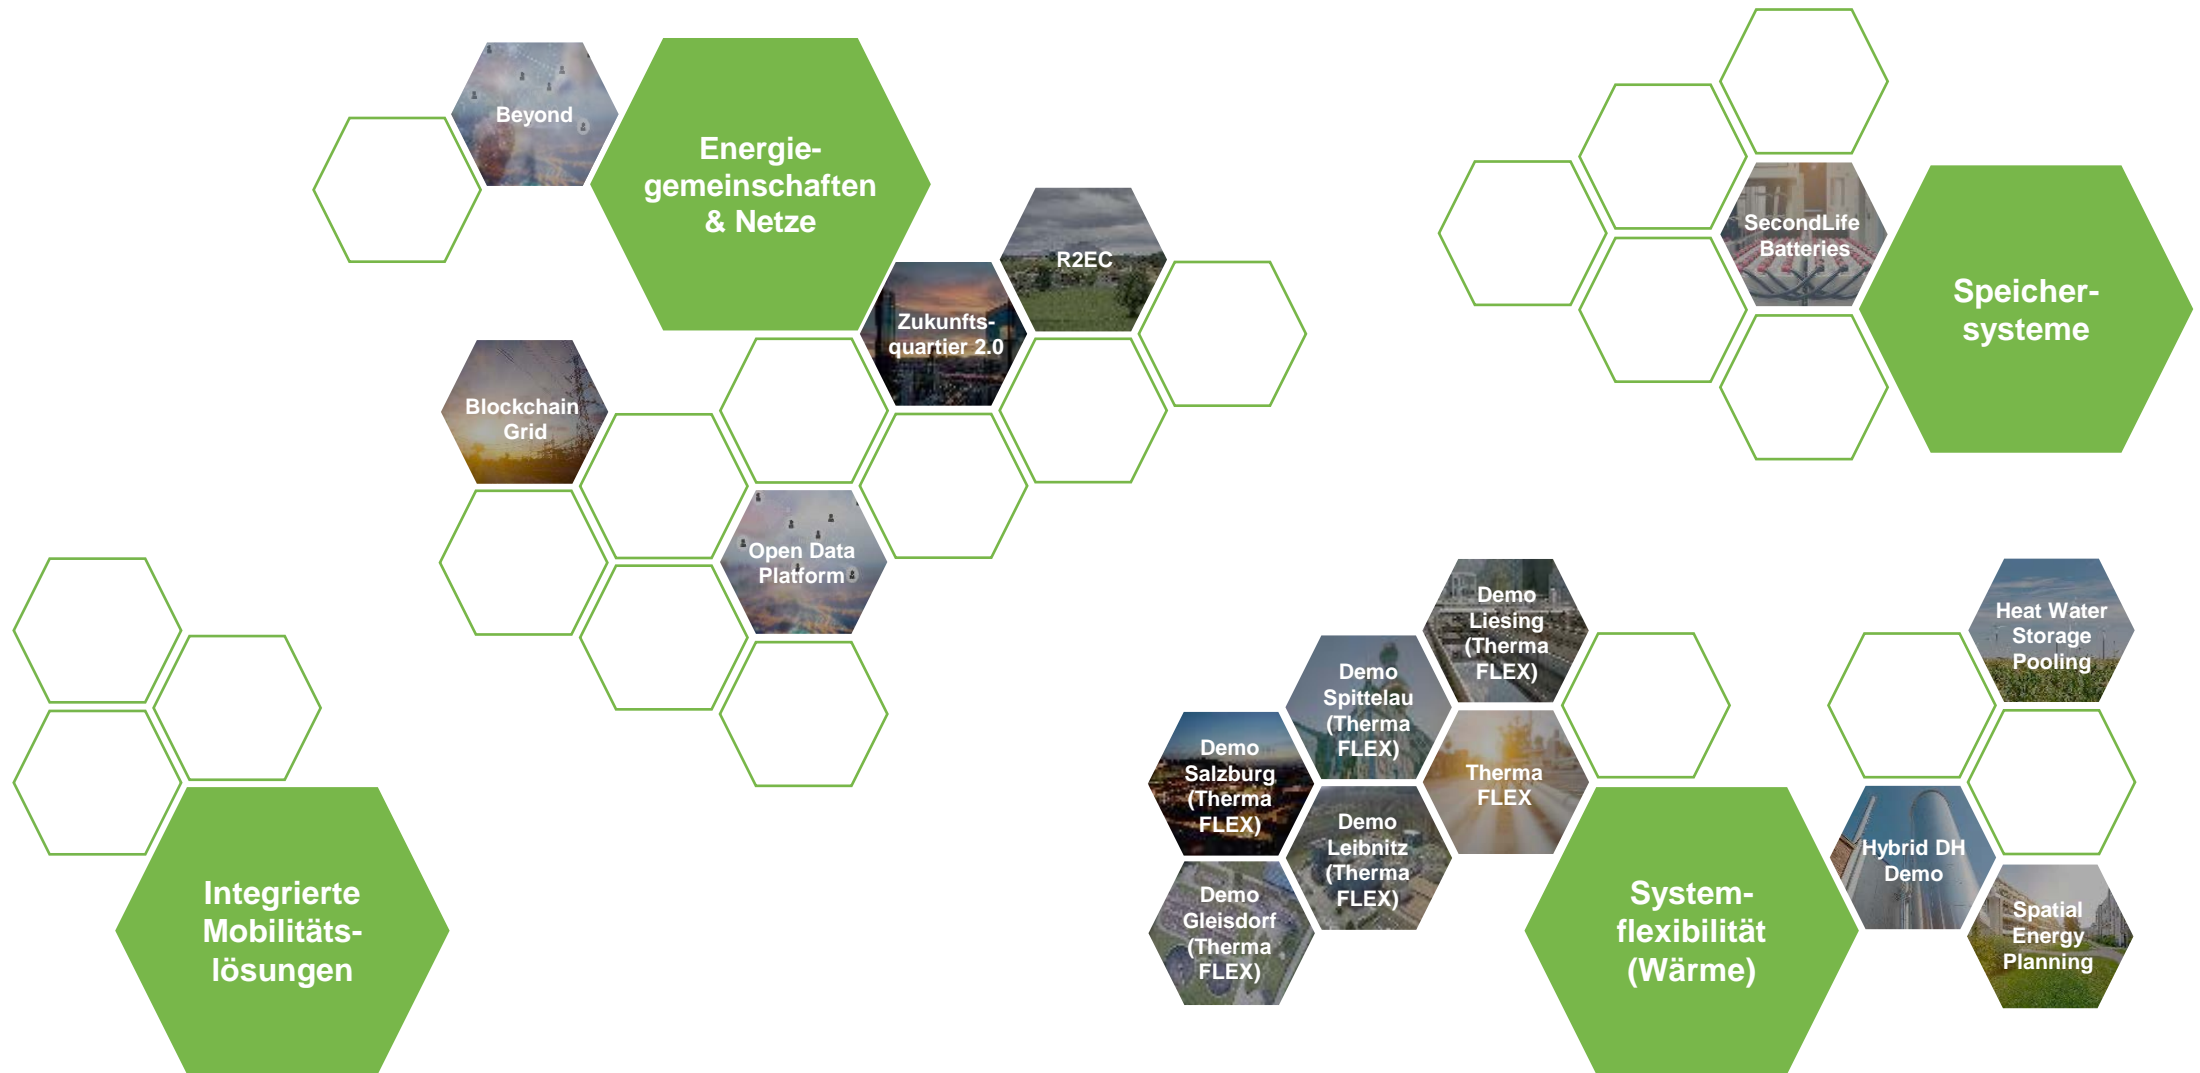 Beyond
Energie-
gemeinschaften
& Netze
R2EC
Zukunfts-
quartier 2.0
Blockchain
Grid
Open Data
Platform
SecondLife
Batteries
Speicher-
systeme
Integrierte
Mobilitäts-
lösungen
Demo
Liesing
(Therma
FLEX)
Demo
Spittelau
(Therma
FLEX)
Demo
Salzburg
(Therma
FLEX)
Therma
FLEX
Demo
Leibnitz
(Therma
FLEX)
Demo
Gleisdorf
(Therma
FLEX)
System-
flexibilität
(Wärme)
Heat Water
Storage
Pooling
Hybrid DH
Demo
Spatial
Energy
Planning